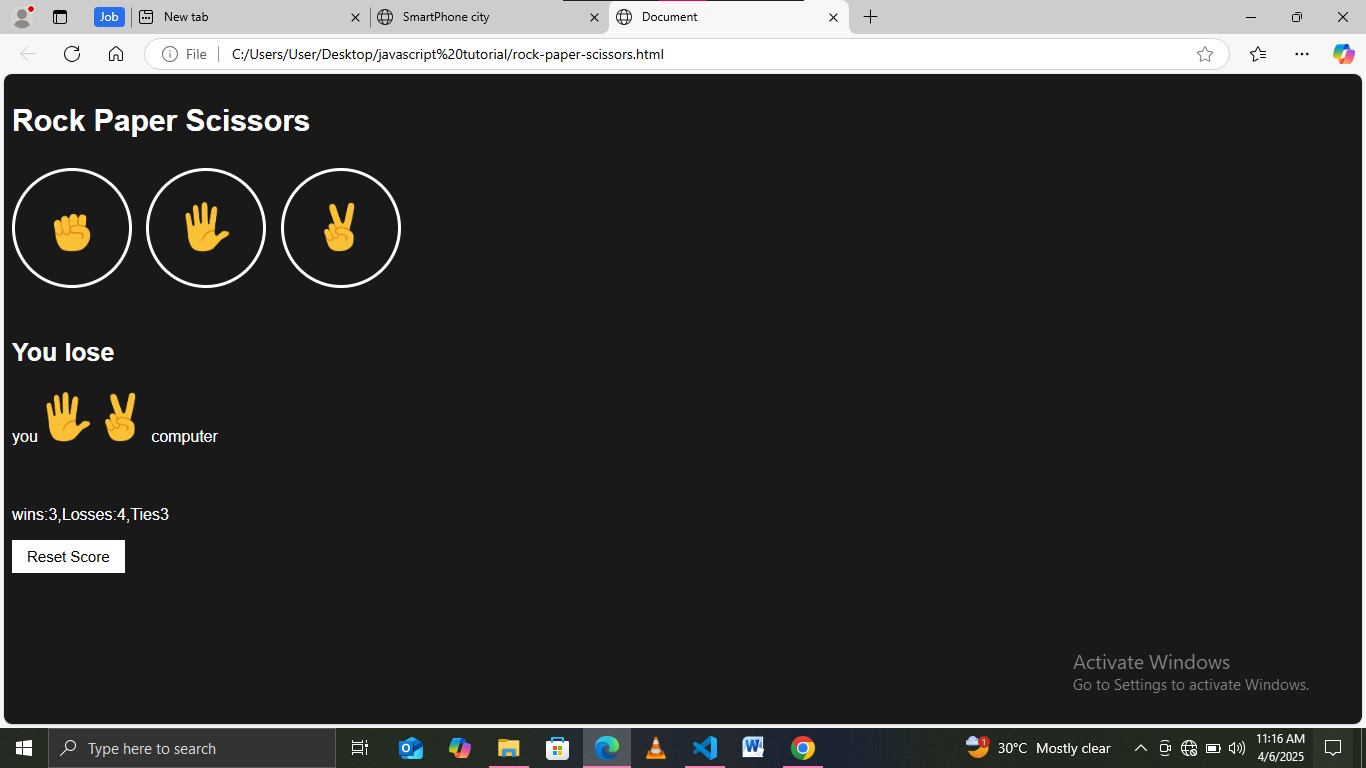 Job
New tab
SmartPhone city
Document
File
C:/Users/User/Desktop/javascript%20tutorial/rock-paper-scissors.html
Rock Paper Scissors
You lose
you computer
wins:3,Losses:4,Ties3
Reset Score
Activate Windows
Go to Settings to activate Windows.
Type here to search
1
30°C Mostly clear
11:16 AM
4/6/2025